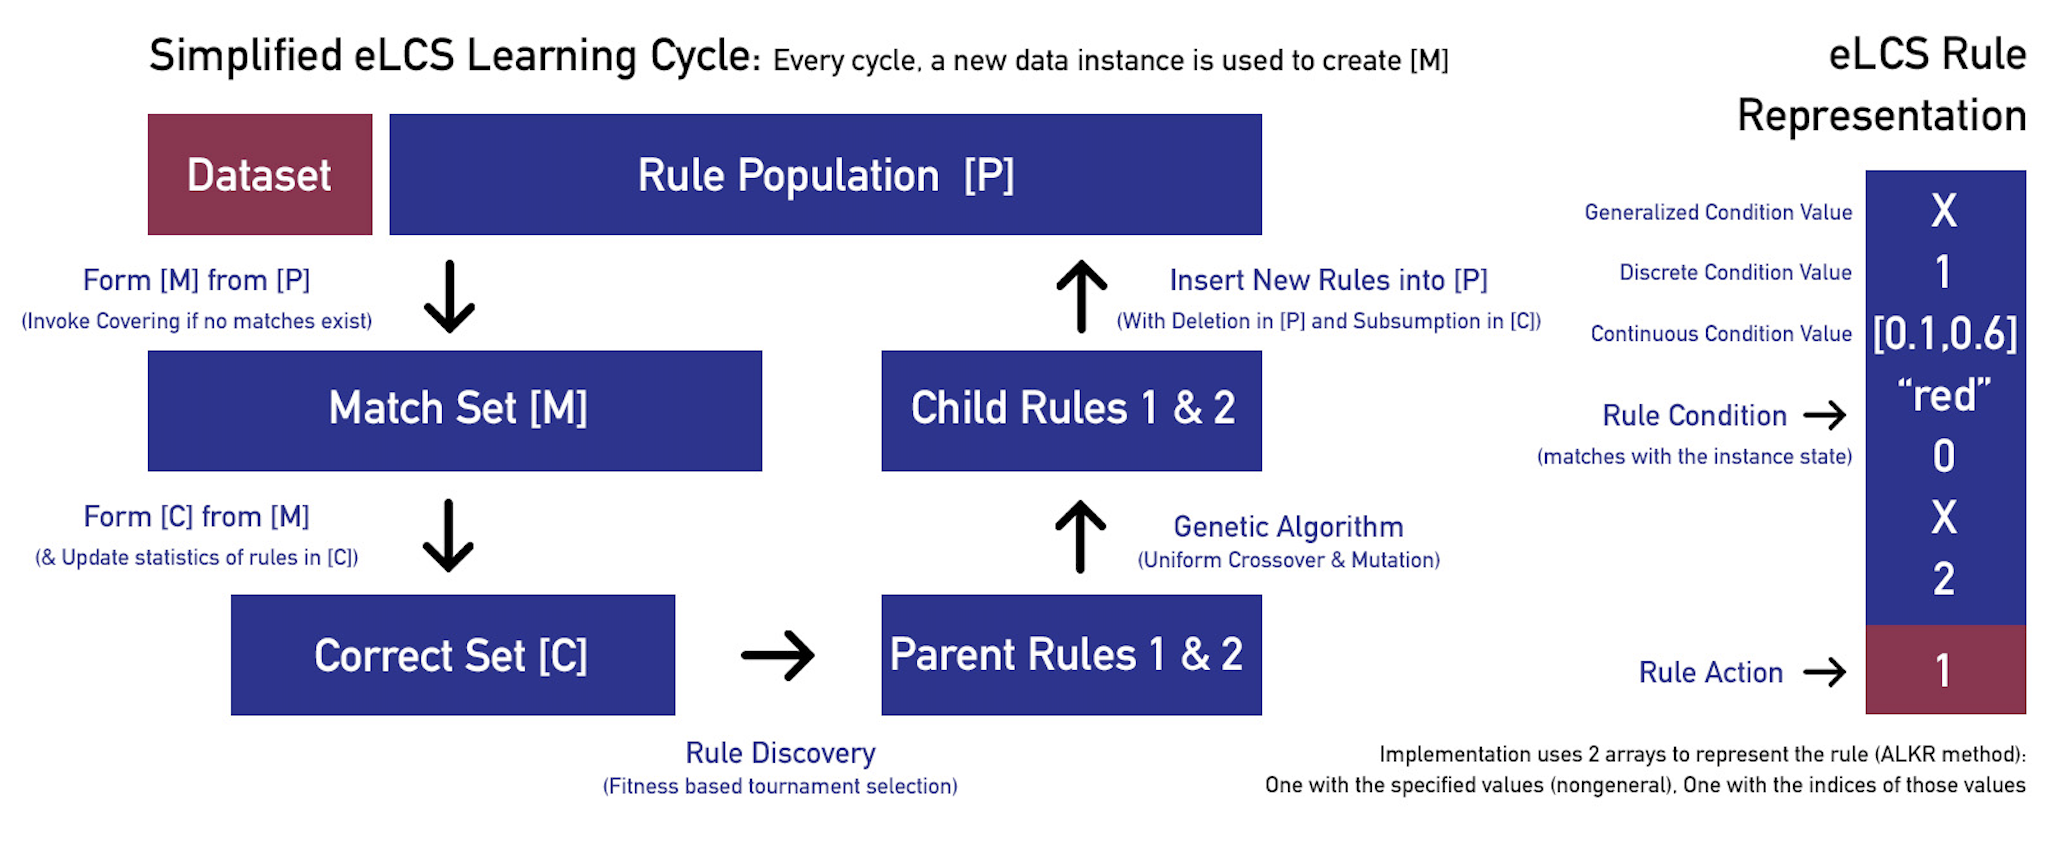 Simplified eLCS Learning Cycle: Every cycle, a new data instance is used to create [M]
Dataset
Rule Population [P]
Form [M] from [P]
(Invoke Covering if no matches exist)
Insert New Rules into [P]
(With Deletion in [P] and Subsumption in [C])
Match Set [M]
Child Rules 1 & 2
Form [C] from [M]
(& Update statistics of rules in [C])
Genetic Algorithm
(Uniform Crossover & Mutation)
Correct Set [C]
Parent Rules 1 & 2
Rule Discovery
(Fitness based tournament selection)
eLCS Rule
Representation
Generalized Condition Value
X
Discrete Condition Value
1
Continuous Condition Value
[0.1,0.6]
“red”
Rule Condition
(matches with the instance state)
0
X
2
Rule Action
1
Implementation uses 2 arrays to represent the rule (ALKR method):
One with the specified values (nongeneral), One with the indices of those values